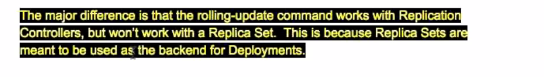 The major difference is that the rolling-update command works with Replication
Controllers, but won't work with a Replica Set.  This is because Replica Sets are
meant to be used as the backend for Deployments.